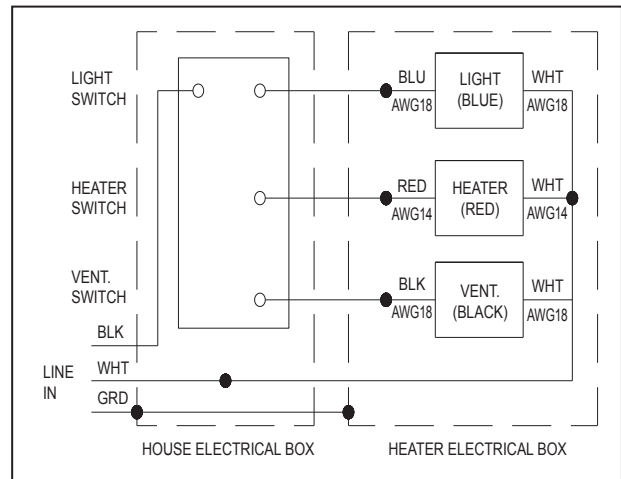 LIGHT
SWITCH
BLU
AWG18
LIGHT
(BLUE)
WHT
AWG18
HEATER
SWITCH
RED
AWG14
HEATER
(RED)
WHT
AWG14
VENT.
SWITCH
BLK
AWG18
VENT.
(BLACK)
WHT
AWG18
BLK
LINE
IN
WHT
GRD
HOUSE ELECTRICAL BOX
HEATER ELECTRICAL BOX